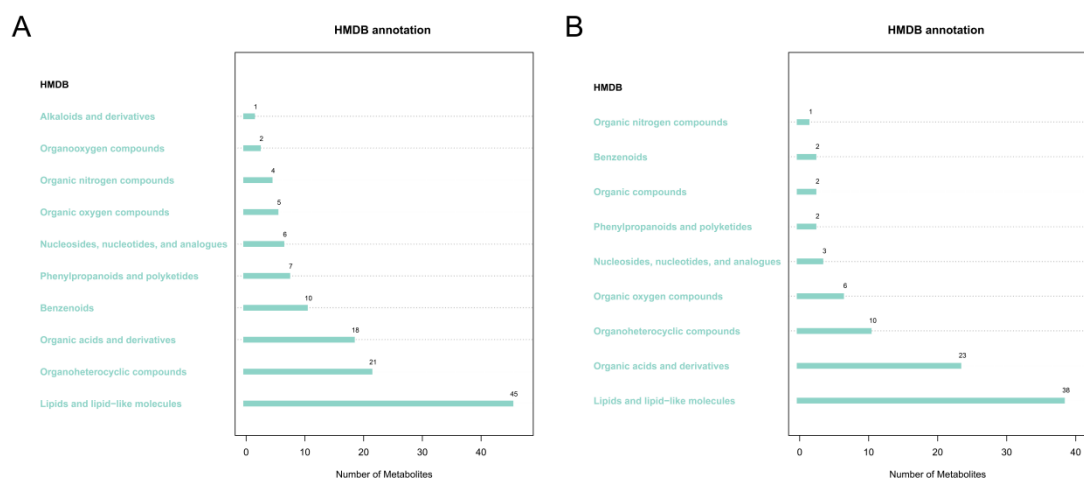 A
HMDB annotation
HMDB
Alkaloids and derivatives
1
Organooxygen compounds
2
Organic nitrogen compounds
4
Organic oxygen compounds
5
Nucleosides, nucleotides, and analogues
6
Phenylpropanoids and polyketides
7
Benzenoids
10
Organic acids and derivatives
18
Organoheterocyclic compounds
21
Lipids and lipid−like molecules
45
0 10 20 30 40
Number of Metabolites
B
HMDB annotation
HMDB
Organic nitrogen compounds
1
Benzenoids
2
Organic compounds
2
Phenylpropanoids and polyketides
2
Nucleosides, nucleotides, and analogues
3
Organic oxygen compounds
6
Organoheterocyclic compounds
10
Organic acids and derivatives
23
Lipids and lipid−like molecules
38
0 10 20 30 40
Number of Metabolites